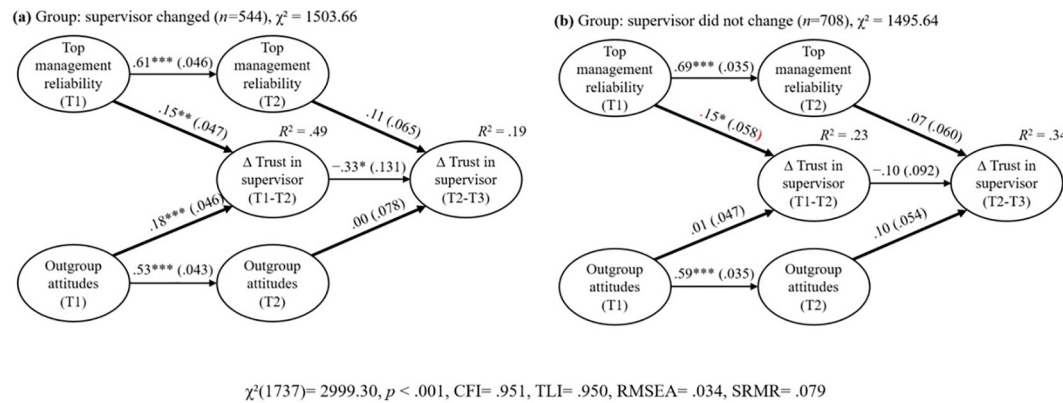 (a) Group: supervisor changed (n=544), χ² = 1503.66
Top
management
reliability
(T1)
.61*** (.046)
Top
management
reliability
(T2)
.15** (.047)
.11 (.065)
R² = .49
R² = .19
Δ Trust in
supervisor
(T1-T2)
−.33* (.131)
Δ Trust in
supervisor
(T2-T3)
.18*** (.046)
.00 (.078)
Outgroup
attitudes
(T1)
.53*** (.043)
Outgroup
attitudes
(T2)
(b) Group: supervisor did not change (n=708), χ² = 1495.64
Top
management
reliability
(T1)
.69*** (.035)
Top
management
reliability
(T2)
.15* (.058)
.07 (.060)
R² = .23
R² = .34
Δ Trust in
supervisor
(T1-T2)
−.10 (.092)
Δ Trust in
supervisor
(T2-T3)
.01 (.047)
.10 (.054)
Outgroup
attitudes
(T1)
.59*** (.035)
Outgroup
attitudes
(T2)
χ²(1737)= 2999.30, p < .001, CFI= .951, TLI= .950, RMSEA= .034, SRMR= .079